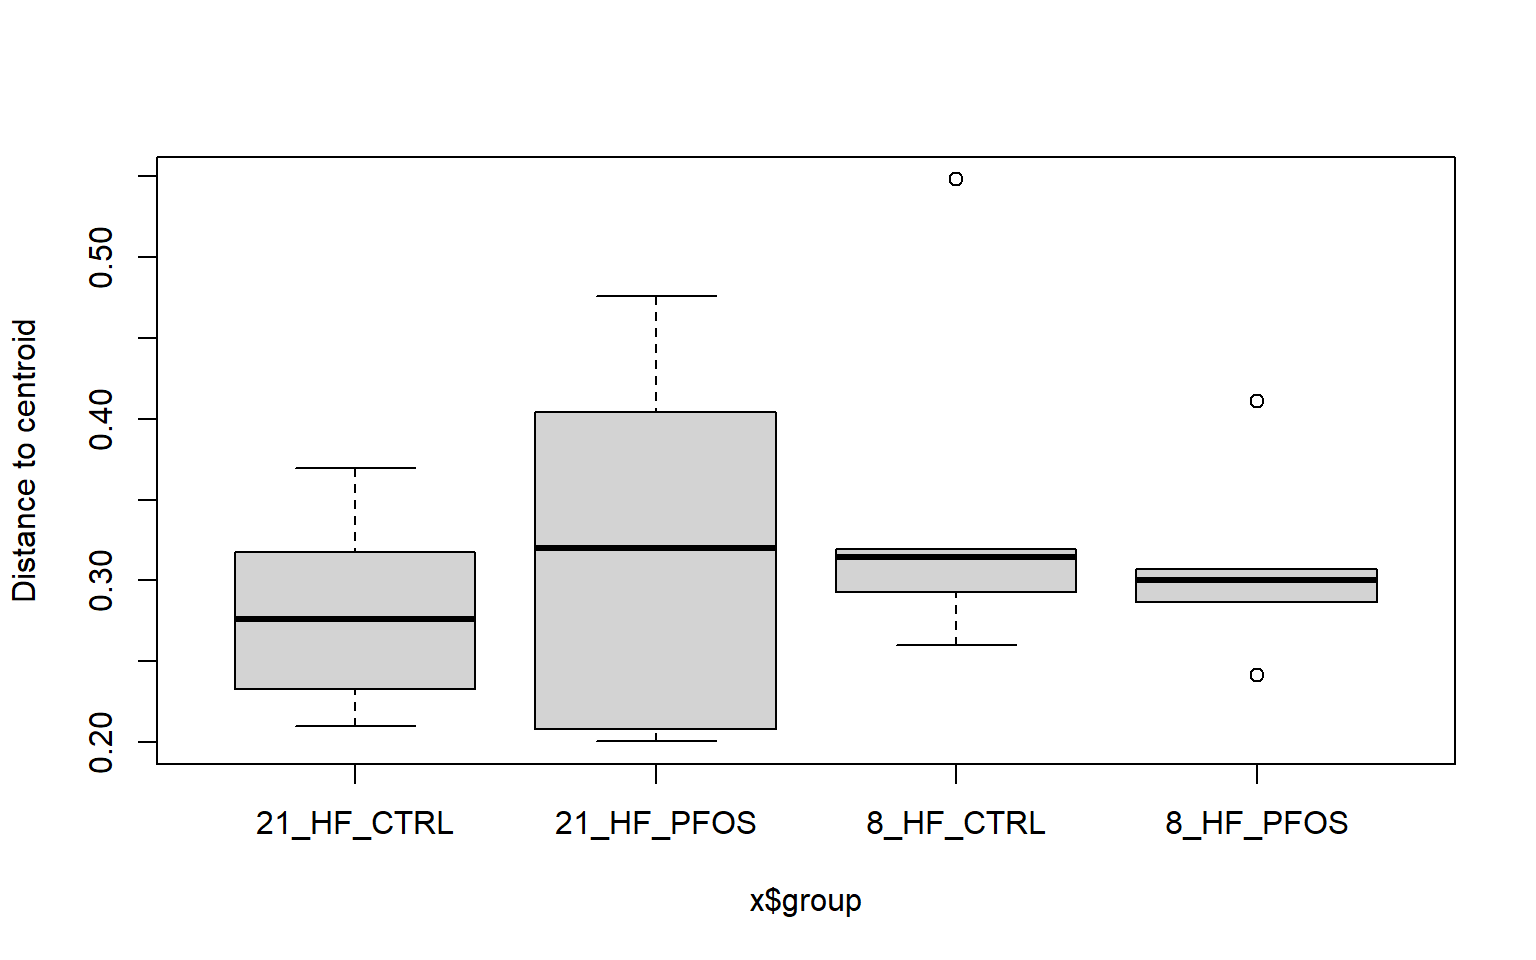 Distance to centroid
0.50
0.40
0.30
0.20
21_HF_CTRL 21_HF_PFOS 8_HF_CTRL 8_HF_PFOS
x$group